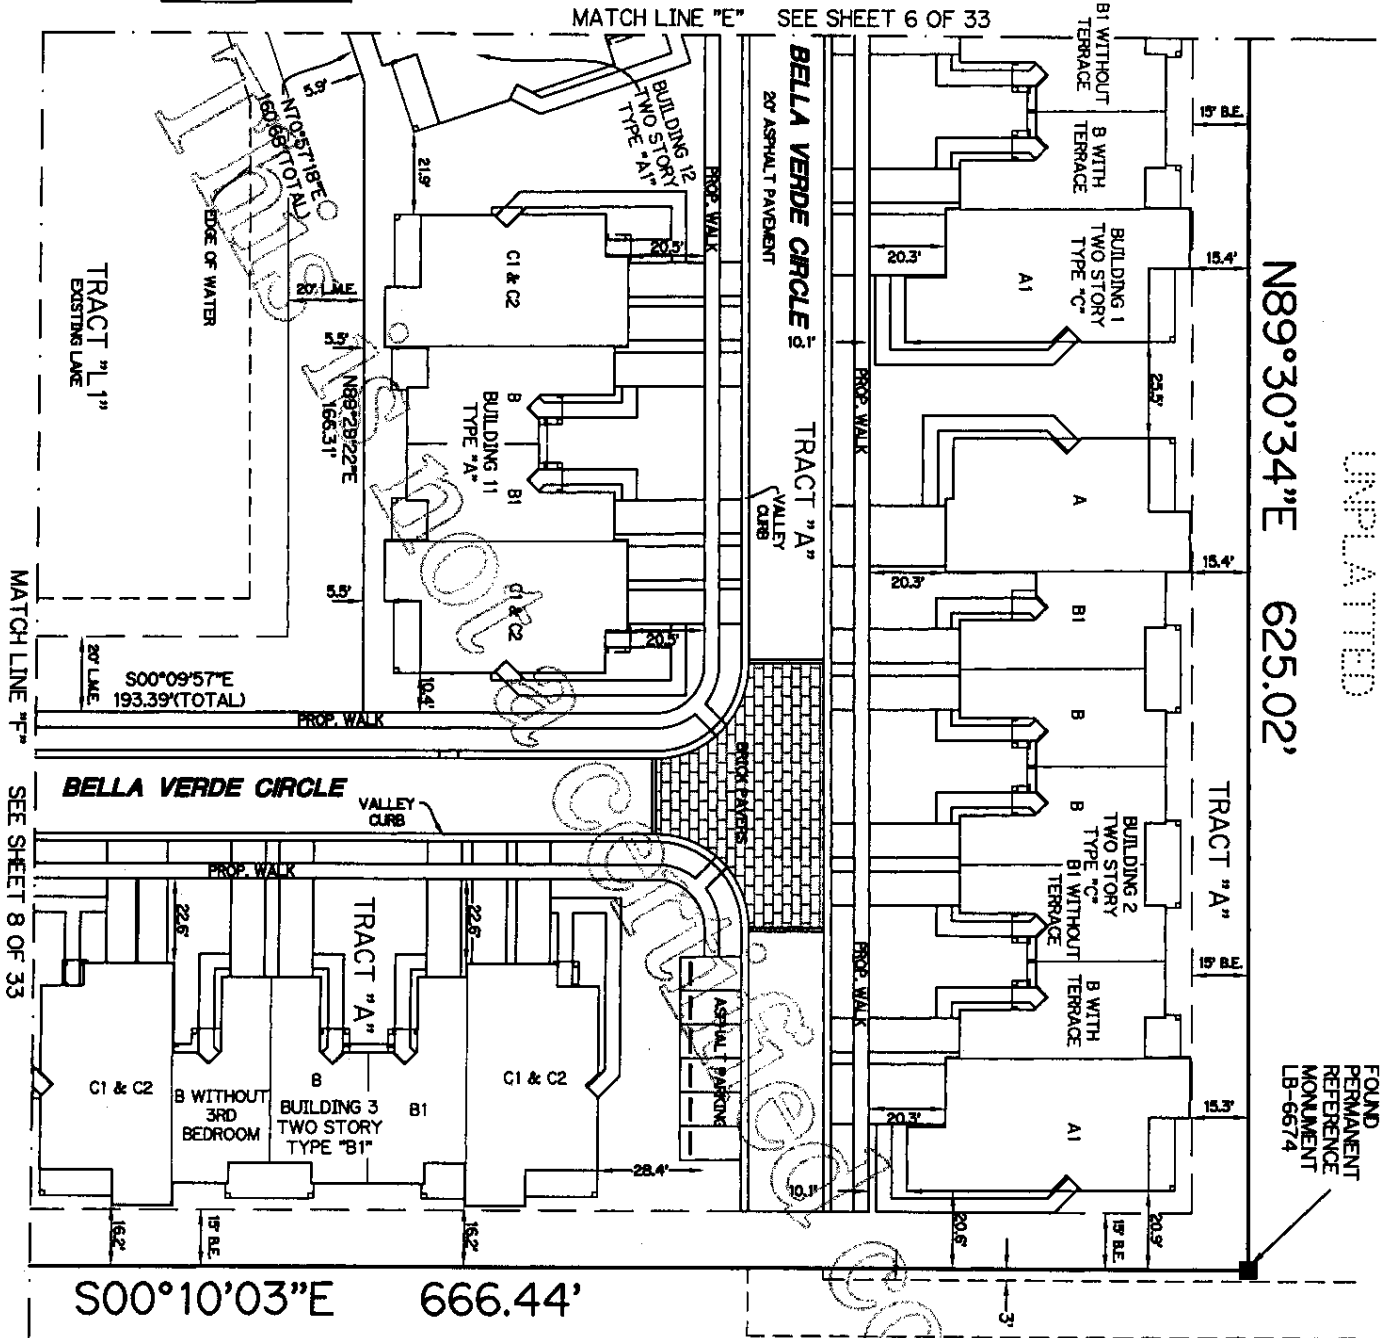 MATCH LINE "E" SEE SHEET 6 OF 33
B1 WITHOUT
TERRACE
B WITH
TERRACE
15' B.E.
BELLA VERDE CIRCLE
20' ASPHALT PAVEMENT
PROP. WALK
BUILDING 12
TWO STORY
TYPE "A1"
5.9'
N70°57'18"E
160.68'(TOTAL)
21.9'
EDGE OF WATER
TRACT "L1"
EXISTING LAKE
20' L.M.E.
C1 & C2
20.5'
20.3'
BUILDING 1
TWO STORY
TYPE "C"
A1
15.4'
N89°30'34"E 625.02'
UNPLATTED
10.1'
5.5'
N88°28'22"E
166.31'
B
BUILDING 11
TYPE "A"
B1
PROP. WALK
25.5'
A
TRACT "A"
VALLEY
CURB
15.4'
20.3'
5.5'
C1 & C2
20.5'
10.4'
B1
B
B
BUILDING 2
TWO STORY
TYPE "C"
B1 WITHOUT
TERRACE
B WITH
TERRACE
TRACT "A"
15' B.E.
MATCH LINE "F" SEE SHEET 8 OF 33
20' L.M.E.
S00°09'57"E
193.39'(TOTAL)
PROP. WALK
BELLA VERDE CIRCLE
VALLEY
CURB
BRICK PAVERS
PROP. WALK
22.6'
TRACT "A"
22.6'
PROP. WALK
ASPHALT PARKING
C1 & C2
B WITHOUT
3RD
BEDROOM
B
BUILDING 3
TWO STORY
TYPE "B1"
B1
C1 & C2
28.4'
20.3'
A1
15.3'
10.1'
FOUND
PERMANENT
REFERENCE
MONUMENT
LB-6674
16.2'
15' B.E.
16.2'
20.6'
15' B.E.
20.9'
3'
S00°10'03"E 666.44'
This is not a certified co